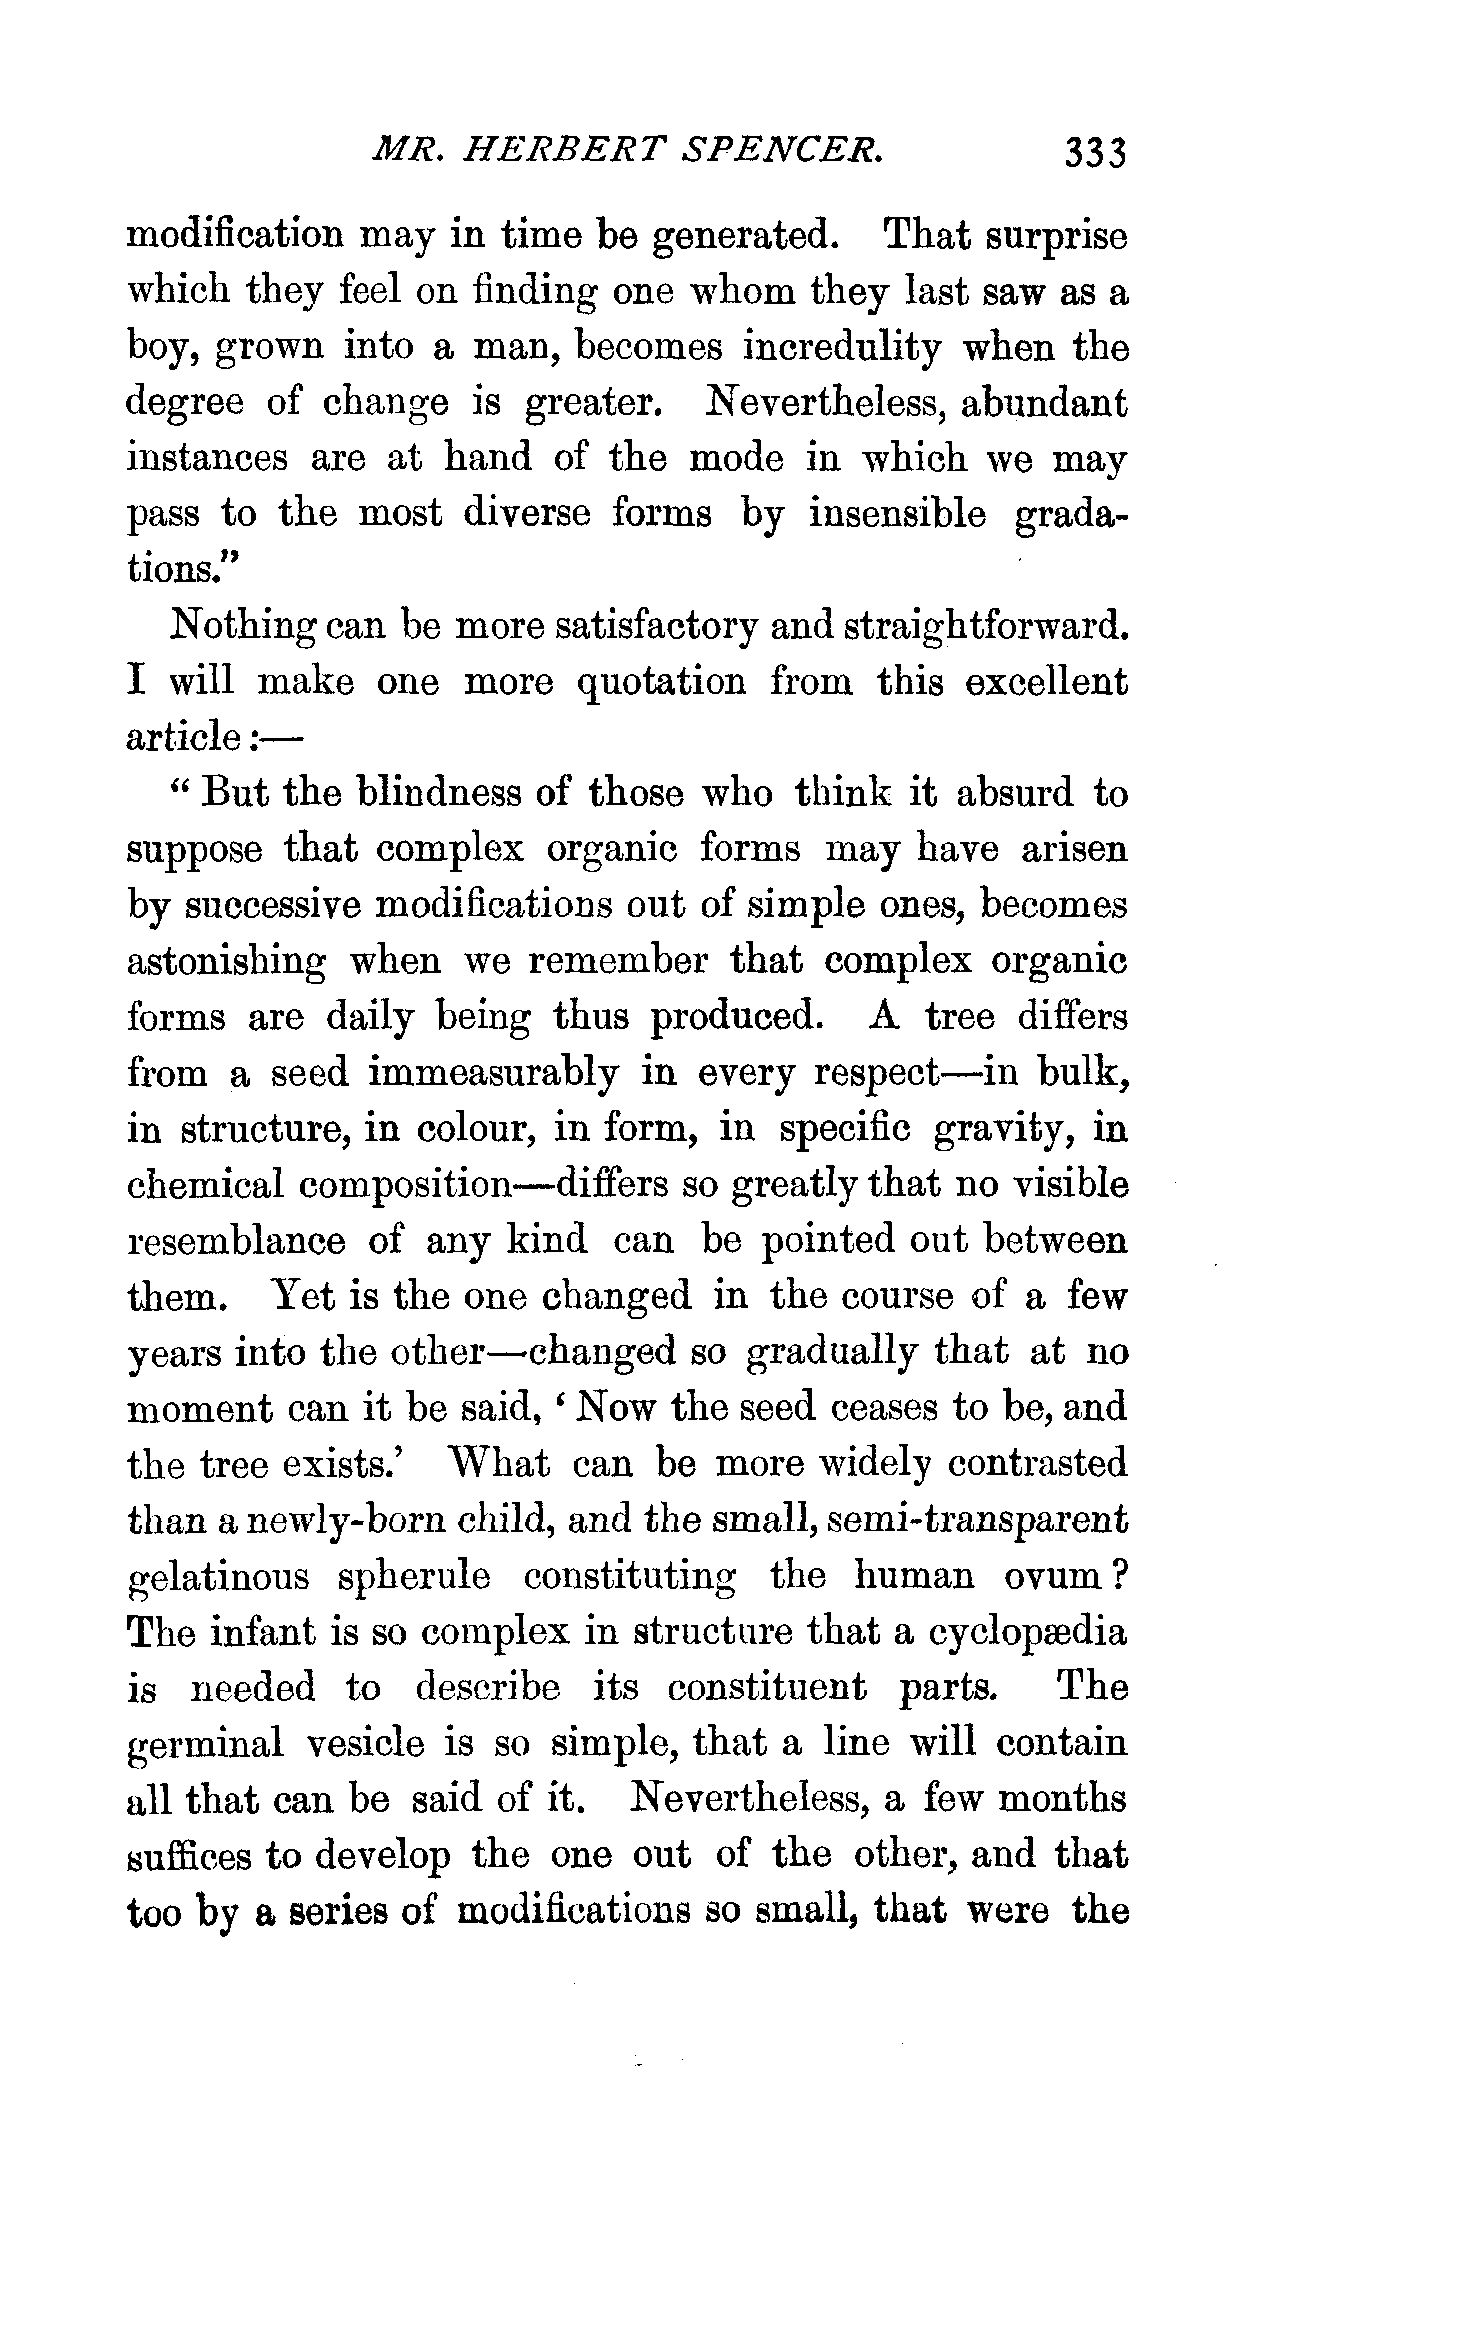 MR. HERBERT SPENCER. 333
modification may in time be generated. That surprise
which they feel on finding one whom they last saw as a
boy, grown into a man, becomes incredulity when the
degree of change is greater. Nevertheless, abundant
instances are at hand of the mode in which we may
pass to the most diverse forms by insensible grada-
tions."
Nothing can be more satisfactory and straightforward.
I will make one more quotation from this excellent
article :—
“ But the blindness of those who think it absurd to
suppose that complex organic forms may have arisen
by successive modifications out of simple ones, becomes
astonishing when we remember that complex organic
forms are daily being thus produced. A tree differs
from a seed immeasurably in every respect—in bulk,
in structure, in colour, in form, in specific gravity, in
chemical composition—differs so greatly that no visible
resemblance of any kind can be pointed out between
them. Yet is the one changed in the course of a few
years into the other—changed so gradually that at no
moment can it be said, ‘ Now the seed ceases to be, and
the tree exists.’ What can be more widely contrasted
than a newly-born child, and the small, semi-transparent
gelatinous spherule constituting the human ovum ?
The infant is so complex in structure that a cyclopædia
is needed to describe its constituent parts. The
germinal vesicle is so simple, that a line will contain
all that can be said of it. Nevertheless, a few months
suffices to develop the one out of the other, and that
too by a series of modifications so small, that were the